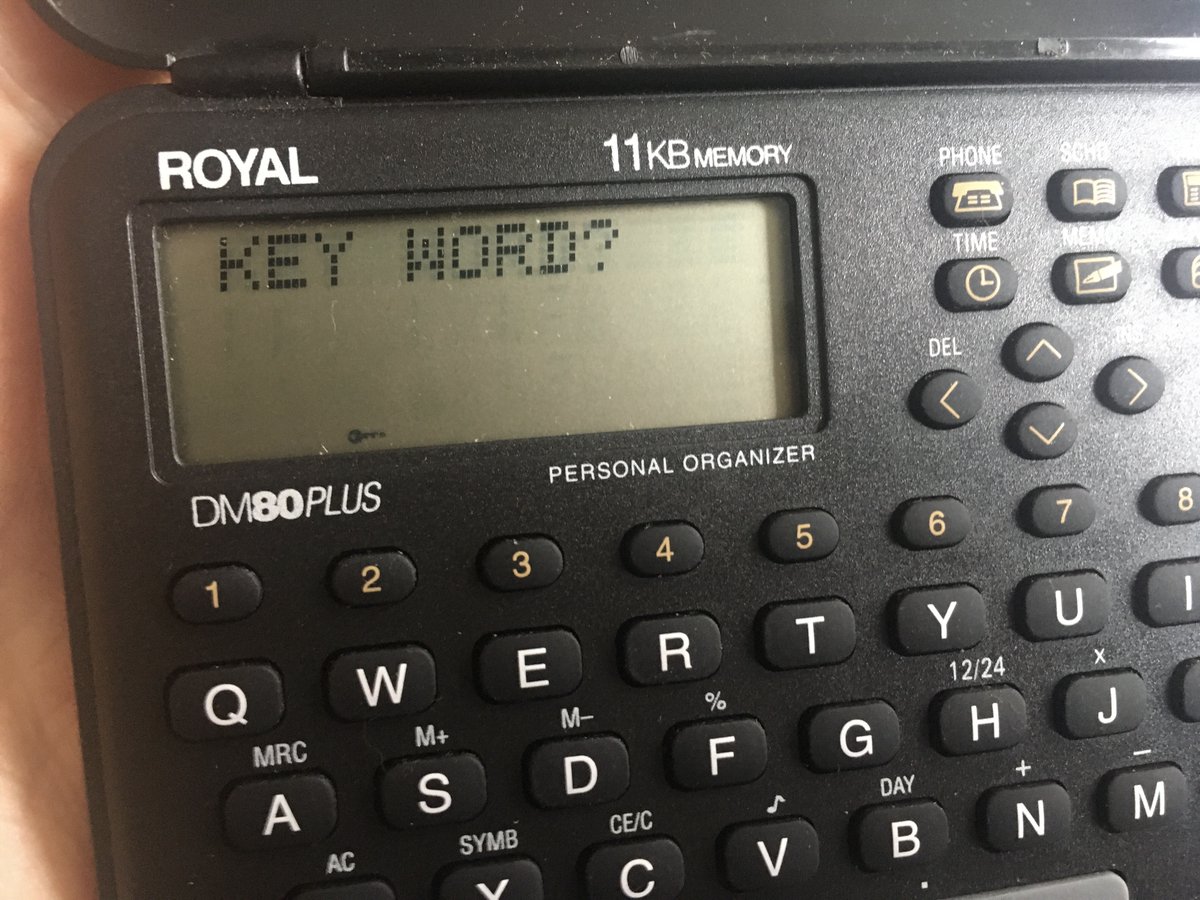 ROYAL
11KB MEMORY
KEY WORD?
PERSONAL ORGANIZER
DM80PLUS
PHONE
SCHD
TIME
MEMO
DEL
1 2 3 4 5 6 7 8
Q W E R T Y U I
MRC M+ M− % 12/24 x
A S D F G H J
AC SYMB CE/C ♪ DAY + −
X C V B N M
.